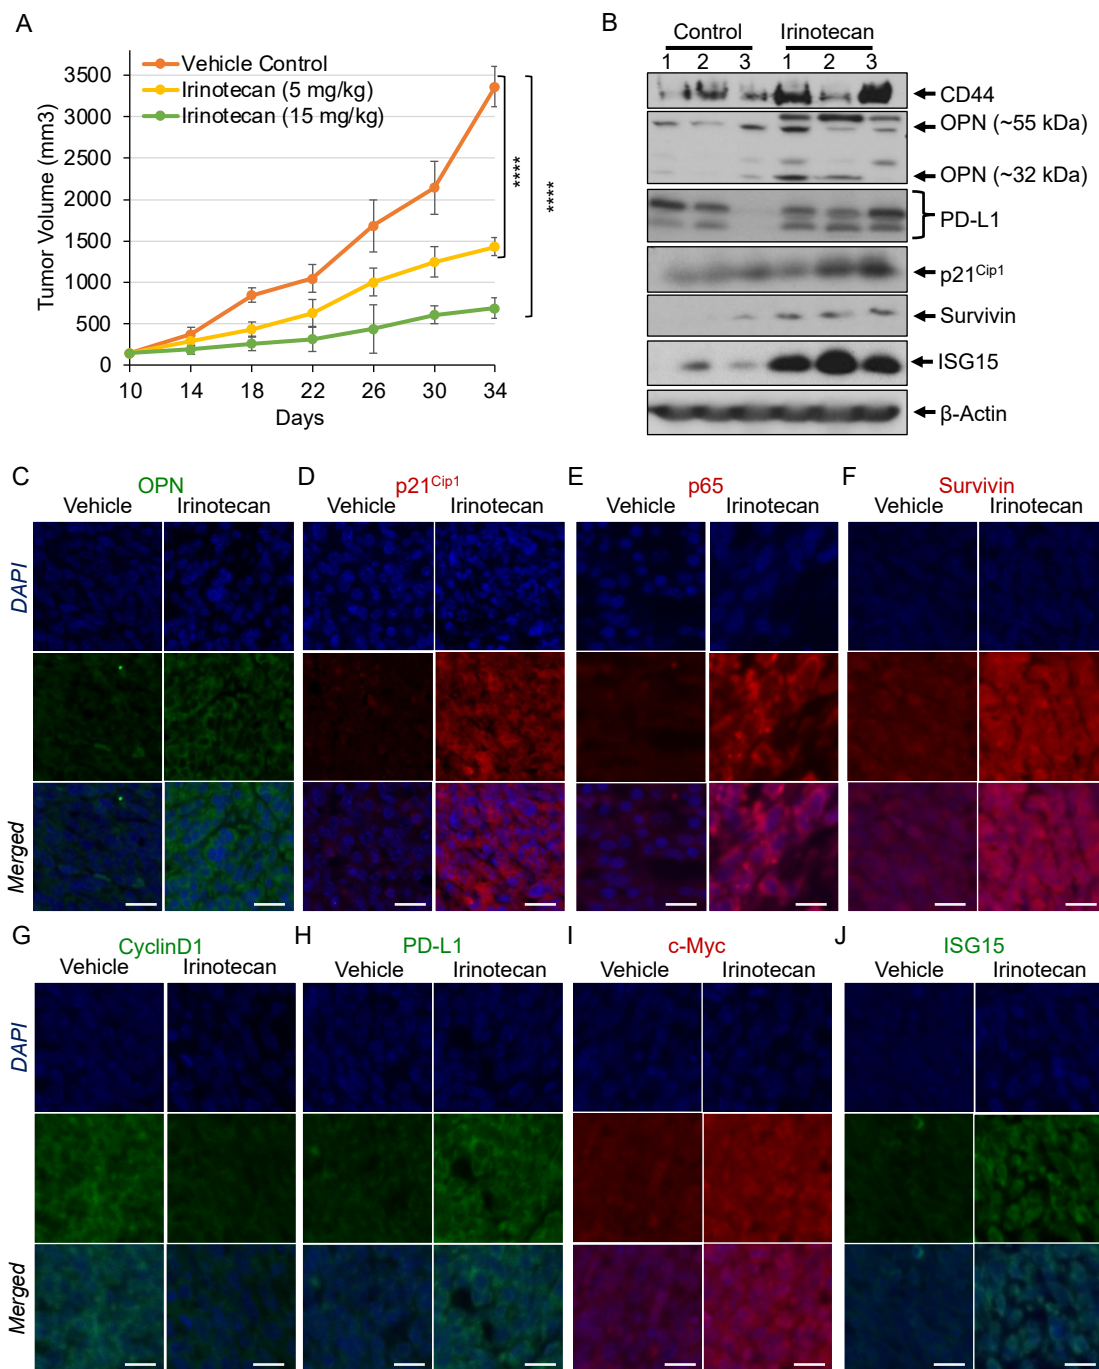 A
Vehicle Control
Irinotecan (5 mg/kg)
Irinotecan (15 mg/kg)
Tumor Volume (mm3)
3500
3000
2500
2000
1500
1000
500
0
10 14 18 22 26 30 34
Days
****
****
B
Control Irinotecan
1 2 3 1 2 3
CD44
OPN (~55 kDa)
OPN (~32 kDa)
PD-L1
p21Cip1
Survivin
ISG15
β-Actin
C
OPN
Vehicle Irinotecan
D
p21Cip1
Vehicle Irinotecan
E
p65
Vehicle Irinotecan
F
Survivin
Vehicle Irinotecan
DAPI
Merged
G
CyclinD1
Vehicle Irinotecan
H
PD-L1
Vehicle Irinotecan
I
c-Myc
Vehicle Irinotecan
J
ISG15
Vehicle Irinotecan
DAPI
Merged